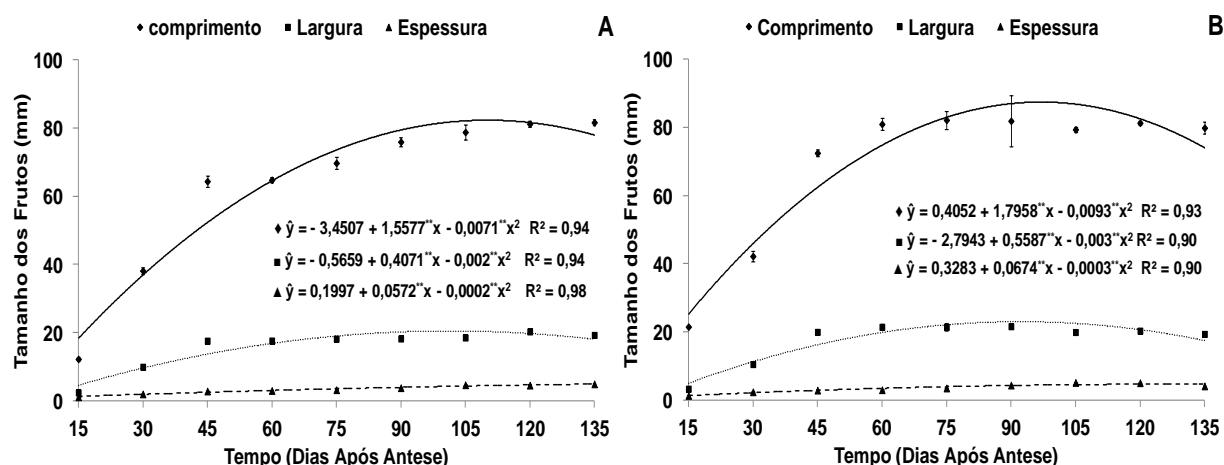 comprimento Largura Espessura A
Tamanho dos Frutos (mm)
100
80
60
40
20
0
ŷ = - 3,4507 + 1,5577**x - 0,0071**x² R² = 0,94
ŷ = - 0,5659 + 0,4071**x - 0,002**x² R² = 0,94
ŷ = 0,1997 + 0,0572**x - 0,0002**x² R² = 0,98
15 30 45 60 75 90 105 120 135
Tempo (Dias Após Antese)
Comprimento Largura Espessura B
Tamanho dos Frutos (mm)
100
80
60
40
20
0
ŷ = 0,4052 + 1,7958**x - 0,0093**x² R² = 0,93
ŷ = - 2,7943 + 0,5587**x - 0,003**x² R² = 0,90
ŷ = 0,3283 + 0,0674**x - 0,0003**x² R² = 0,90
15 30 45 60 75 90 105 120 135
Tempo (Dias Após Antese)